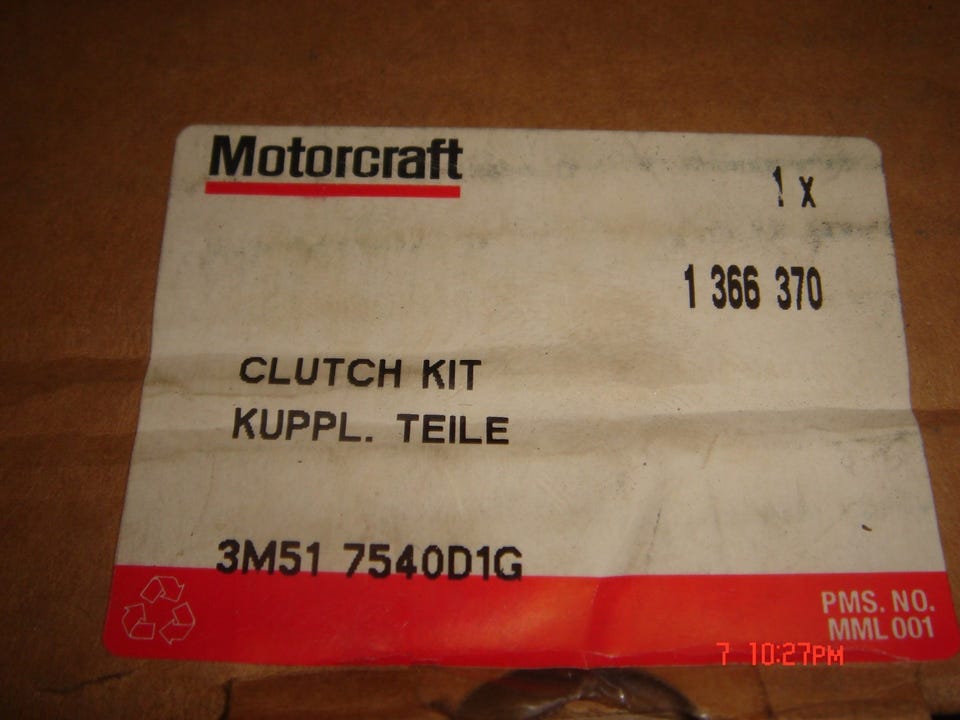 Motorcraft
1 x
1 366 370
CLUTCH KIT
KUPPL. TEILE
3M51 7540D1G
PMS. NO.
MML 001
7 10:27PM